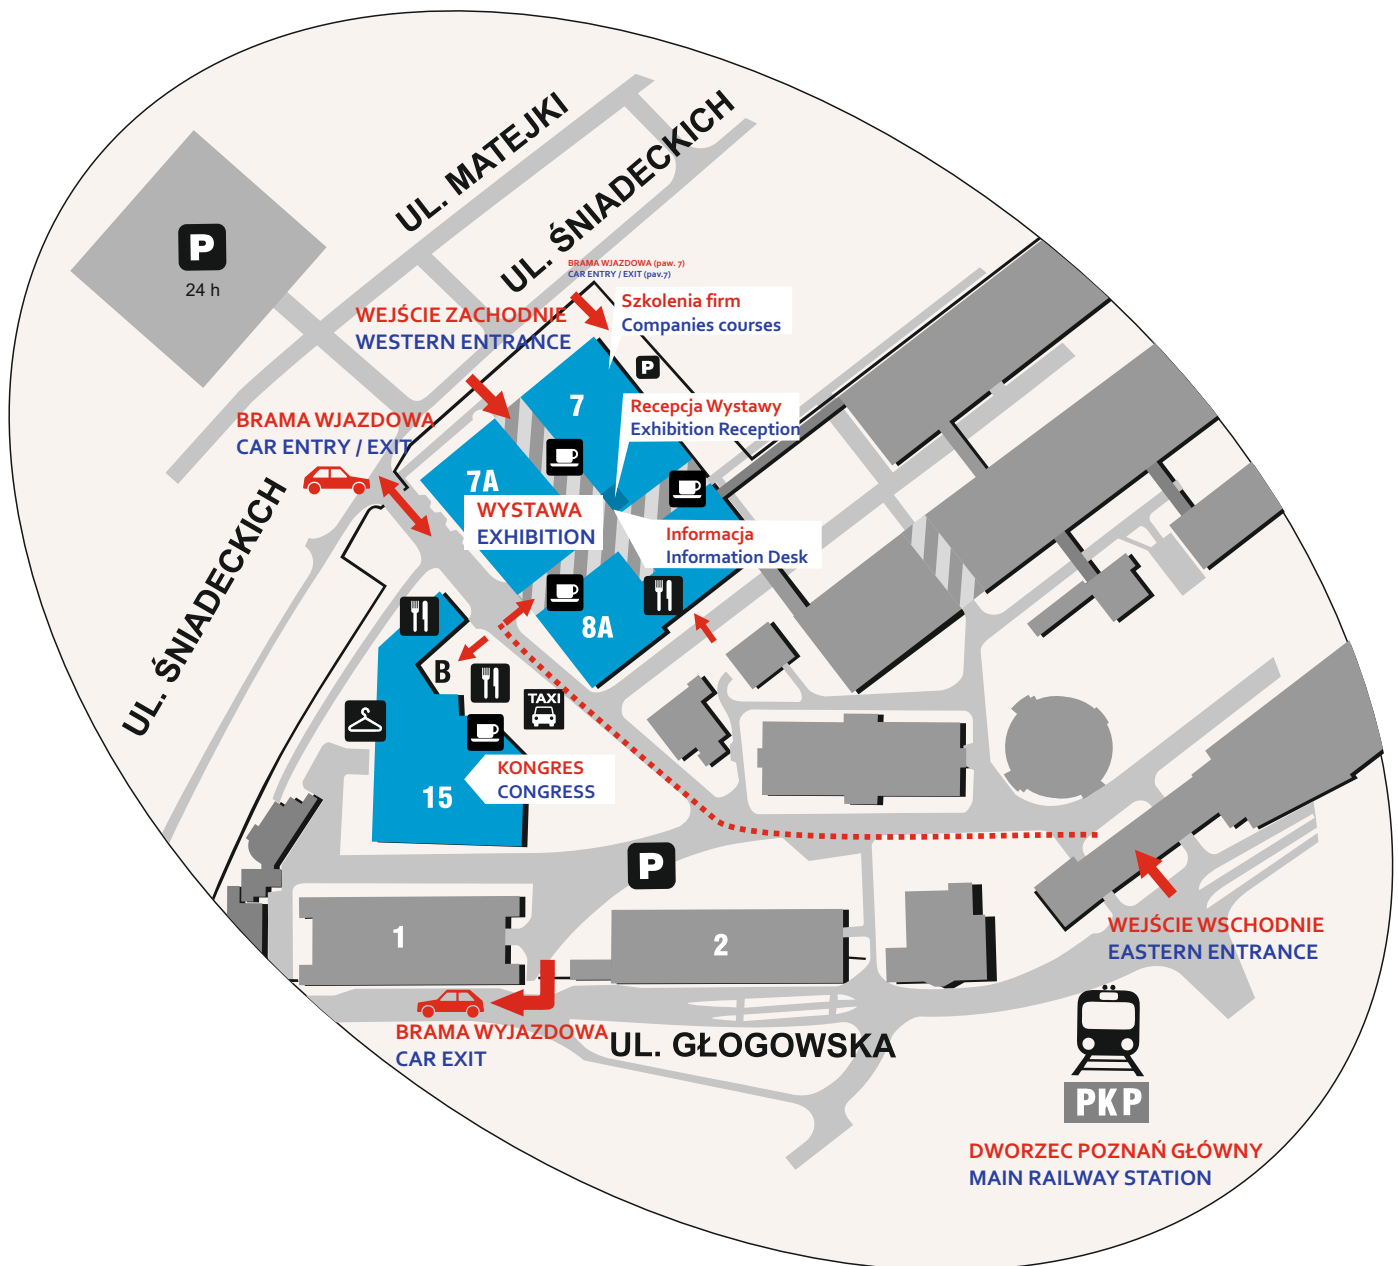 UL. MATEJKI
UL. ŚNIADECKICH
P
24 h
BRAMA WJAZDOWA (paw. 7)
CAR ENTRY / EXIT (pav.7)
WEJŚCIE ZACHODNIE
WESTERN ENTRANCE
Szkolenia firm
Companies courses
P
7
Recepcja Wystawy
Exhibition Reception
BRAMA WJAZDOWA
CAR ENTRY / EXIT
7A
WYSTAWA
EXHIBITION
Informacja
Information Desk
UL. ŚNIADECKICH
8A
B
TAXI
KONGRES
CONGRESS
15
P
1
2
WEJŚCIE WSCHODNIE
EASTERN ENTRANCE
BRAMA WYJAZDOWA
CAR EXIT
UL. GŁOGOWSKA
PKP
DWORZEC POZNAŃ GŁÓWNY
MAIN RAILWAY STATION